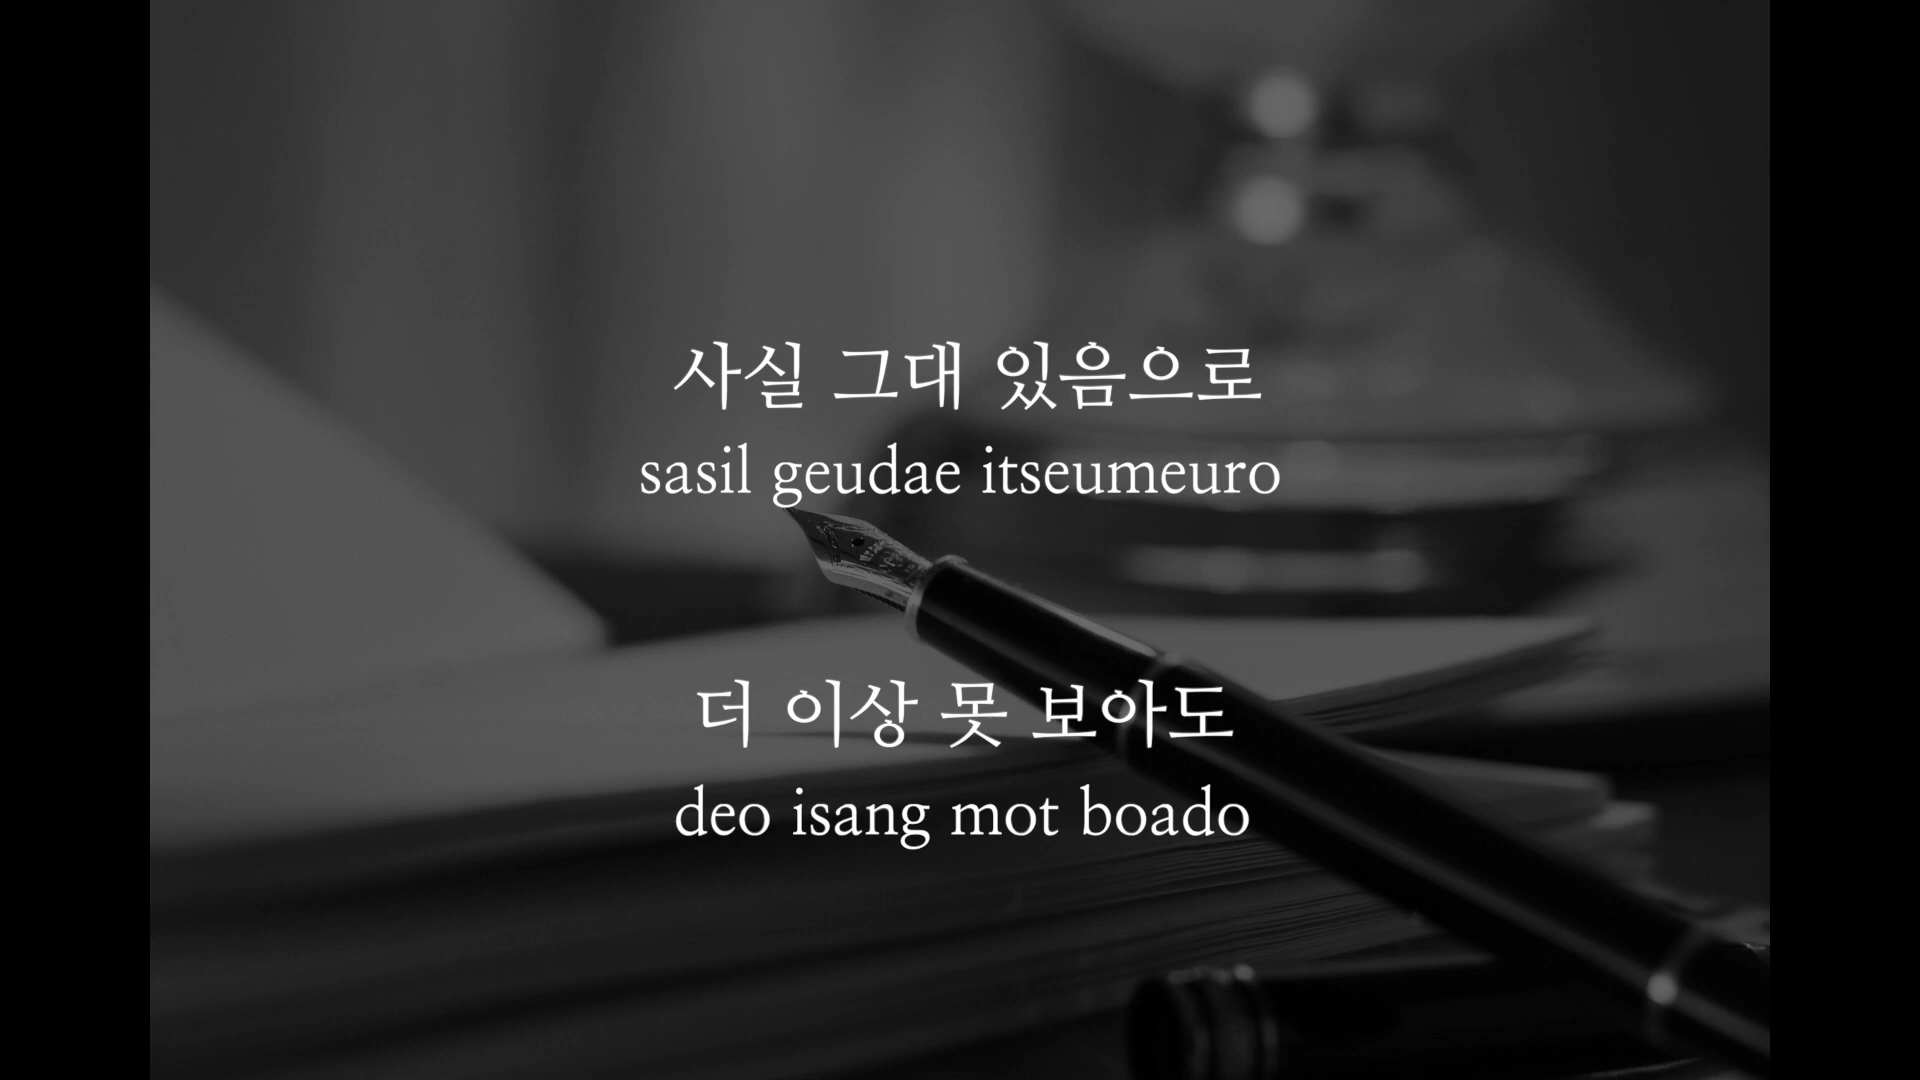 사실 그대 있음으로
sasil geudae itseumeuro
더 이상 못 보아도
deo isang mot boado